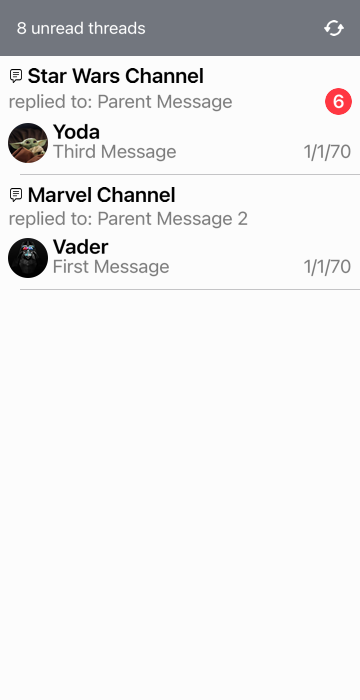 8 unread threads
Star Wars Channel
replied to: Parent Message
6
Yoda
Third Message
1/1/70
Marvel Channel
replied to: Parent Message 2
Vader
First Message
1/1/70